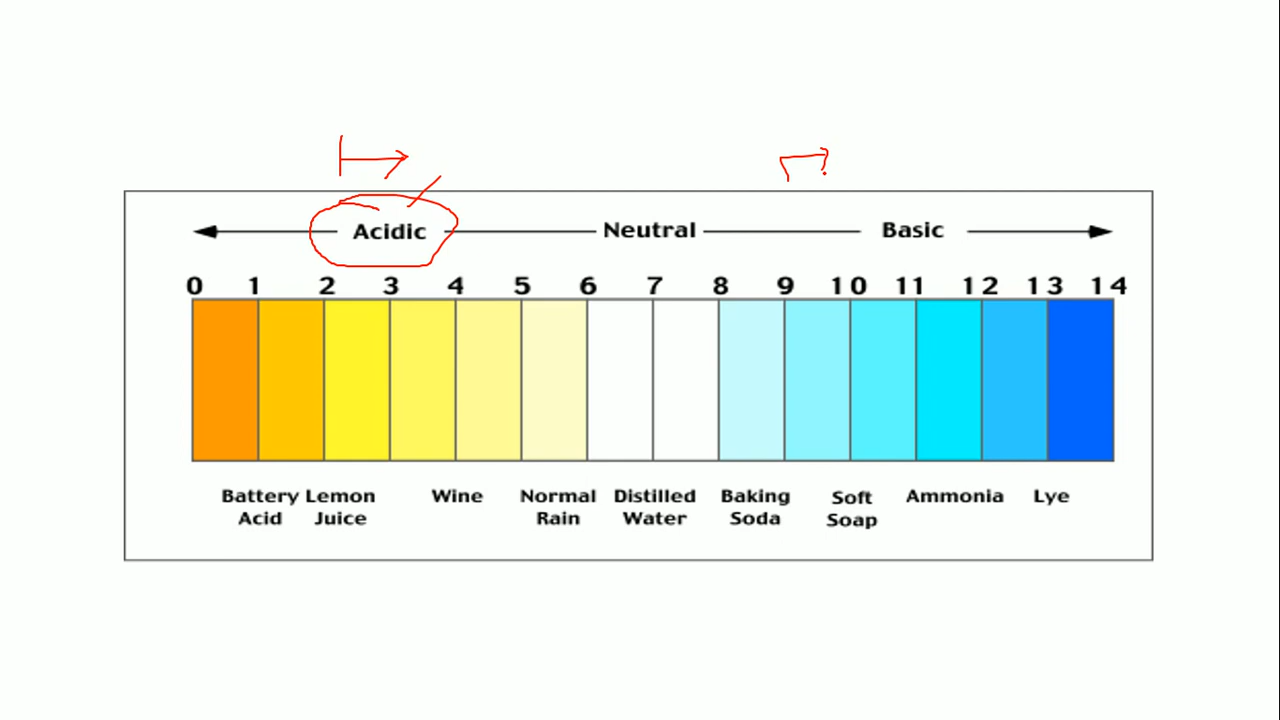 Acidic Neutral Basic
0 1 2 3 4 5 6 7 8 9 10 11 12 13 14
Battery Lemon Wine Normal Distilled Baking Soft Ammonia Lye
Acid Juice Rain Water Soda Soap